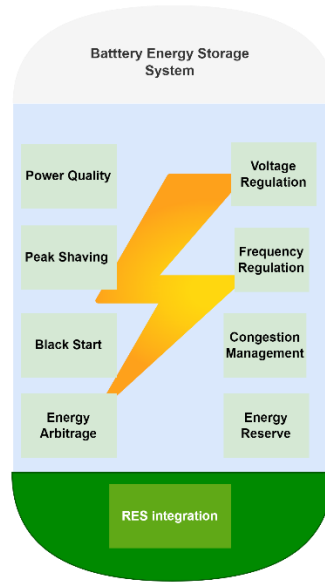 Batttery Energy Storage
System
Power Quality
Voltage
Regulation
Peak Shaving
Frequency
Regulation
Black Start
Congestion
Management
Energy
Arbitrage
Energy
Reserve
RES integration